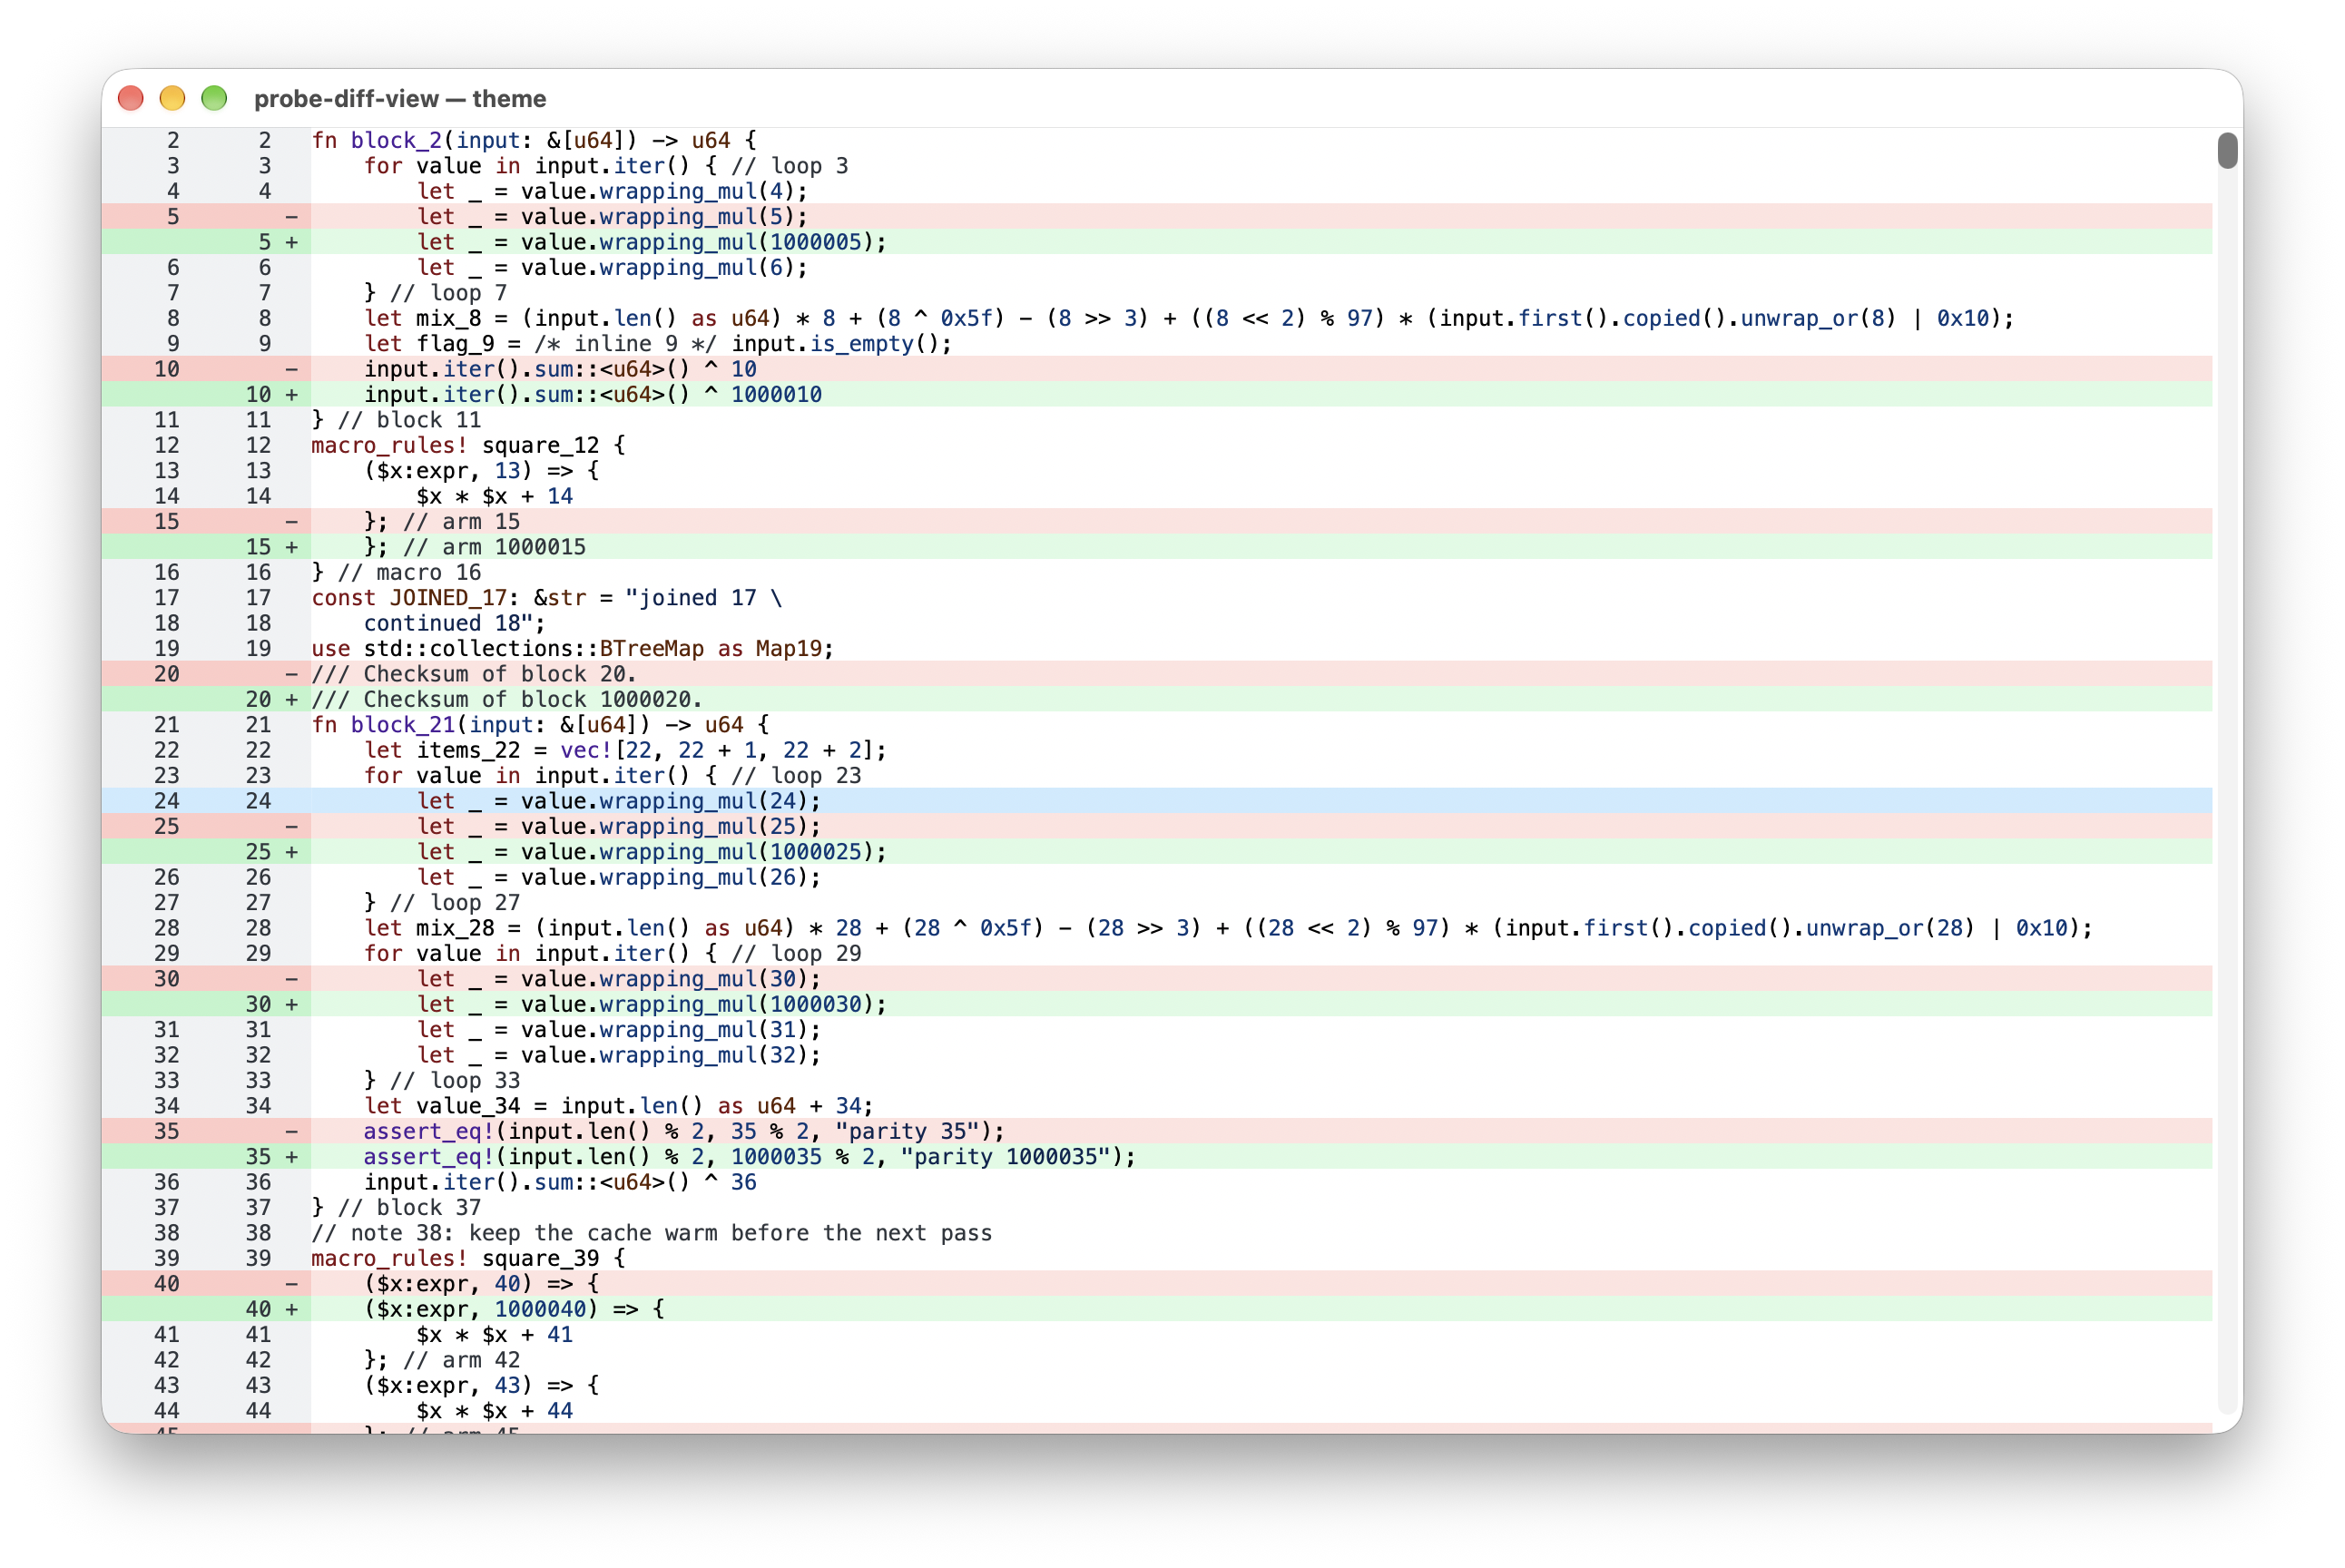 probe-diff-view — theme
2 2 fn block_2(input: &[u64]) -> u64 {
3 3     for value in input.iter() { // loop 3
4 4         let _ = value.wrapping_mul(4);
5 −         let _ = value.wrapping_mul(5);
5 +         let _ = value.wrapping_mul(1000005);
6 6         let _ = value.wrapping_mul(6);
7 7     } // loop 7
8 8     let mix_8 = (input.len() as u64) * 8 + (8 ^ 0x5f) - (8 >> 3) + ((8 << 2) % 97) * (input.first().copied().unwrap_or(8) | 0x10);
9 9     let flag_9 = /* inline 9 */ input.is_empty();
10 −     input.iter().sum::<u64>() ^ 10
10 +     input.iter().sum::<u64>() ^ 1000010
11 11 } // block 11
12 12 macro_rules! square_12 {
13 13     ($x:expr, 13) => {
14 14         $x * $x + 14
15 −     }; // arm 15
15 +     }; // arm 1000015
16 16 } // macro 16
17 17 const JOINED_17: &str = "joined 17 \
18 18     continued 18";
19 19 use std::collections::BTreeMap as Map19;
20 − /// Checksum of block 20.
20 + /// Checksum of block 1000020.
21 21 fn block_21(input: &[u64]) -> u64 {
22 22     let items_22 = vec![22, 22 + 1, 22 + 2];
23 23     for value in input.iter() { // loop 23
24 24         let _ = value.wrapping_mul(24);
25 −         let _ = value.wrapping_mul(25);
25 +         let _ = value.wrapping_mul(1000025);
26 26         let _ = value.wrapping_mul(26);
27 27     } // loop 27
28 28     let mix_28 = (input.len() as u64) * 28 + (28 ^ 0x5f) - (28 >> 3) + ((28 << 2) % 97) * (input.first().copied().unwrap_or(28) | 0x10);
29 29     for value in input.iter() { // loop 29
30 −         let _ = value.wrapping_mul(30);
30 +         let _ = value.wrapping_mul(1000030);
31 31         let _ = value.wrapping_mul(31);
32 32         let _ = value.wrapping_mul(32);
33 33     } // loop 33
34 34     let value_34 = input.len() as u64 + 34;
35 −     assert_eq!(input.len() % 2, 35 % 2, "parity 35");
35 +     assert_eq!(input.len() % 2, 1000035 % 2, "parity 1000035");
36 36     input.iter().sum::<u64>() ^ 36
37 37 } // block 37
38 38 // note 38: keep the cache warm before the next pass
39 39 macro_rules! square_39 {
40 −     ($x:expr, 40) => {
40 +     ($x:expr, 1000040) => {
41 41         $x * $x + 41
42 42     }; // arm 42
43 43     ($x:expr, 43) => {
44 44         $x * $x + 44
45     }; // arm 45